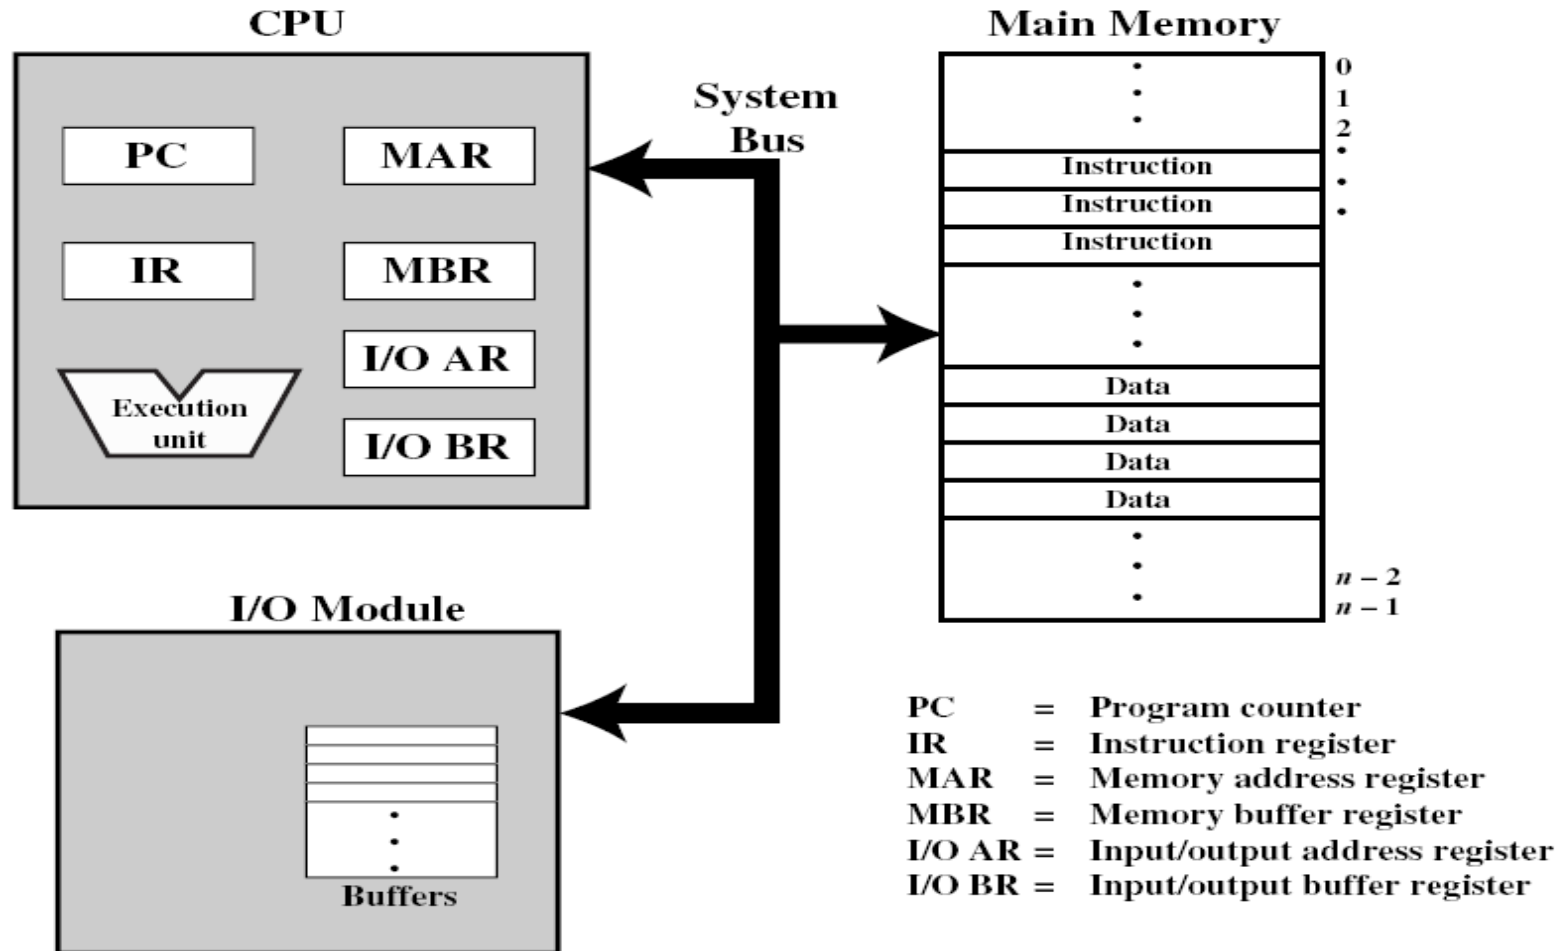 CPU
PC
MAR
IR
MBR
I/O AR
I/O BR
Execution
unit
System
Bus
Main Memory
0
1
2
Instruction
Instruction
Instruction
Data
Data
Data
Data
n – 2
n – 1
I/O Module
Buffers
PC = Program counter
IR = Instruction register
MAR = Memory address register
MBR = Memory buffer register
I/O AR = Input/output address register
I/O BR = Input/output buffer register